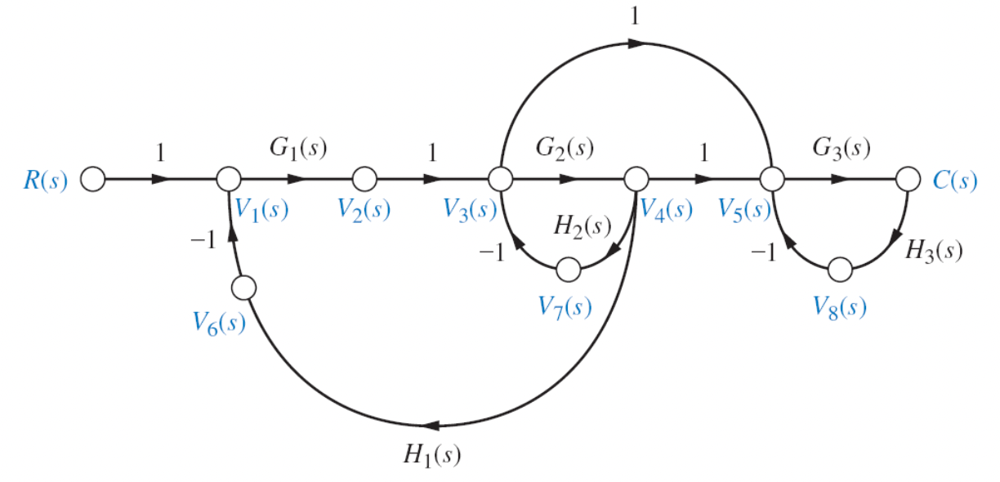 1
1 G₁(s) 1 G₂(s) 1 G₃(s)
R(s) C(s)
V₁(s) V₂(s) V₃(s) V₄(s) V₅(s)
−1 H₂(s) −1 −1 H₃(s)
V₆(s) V₇(s) V₈(s)
H₁(s)